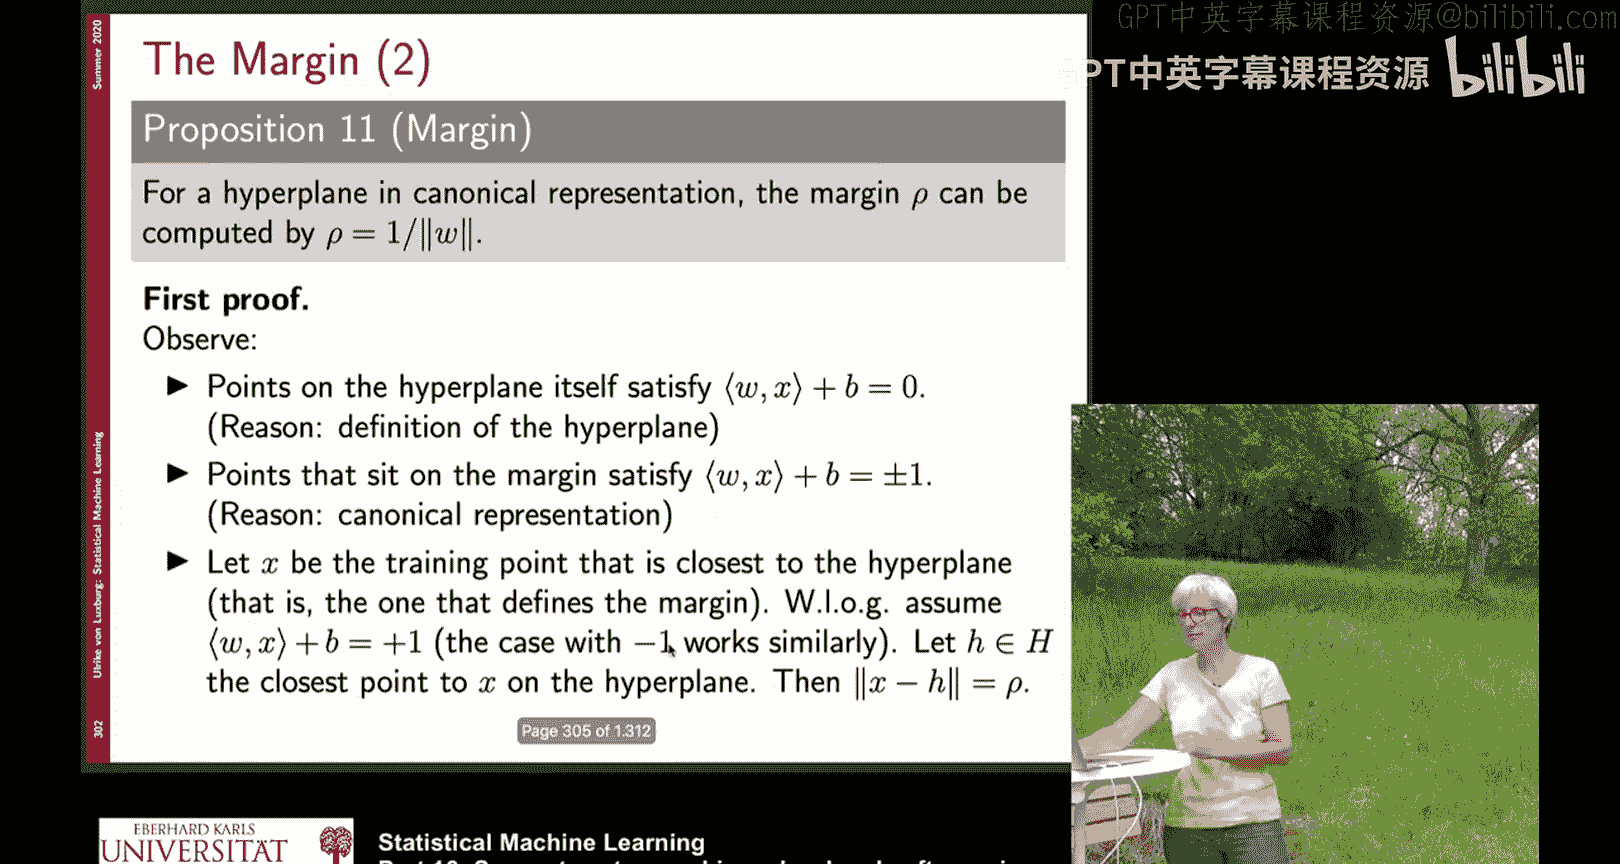 GPT中英字幕课程资源@bilibili.com
PT中英字幕课程资源 bilibili
Summer 2020
The Margin (2)
Proposition 11 (Margin)
For a hyperplane in canonical representation, the margin ρ can be
computed by ρ = 1/‖w‖.
First proof.
Observe:
▶ Points on the hyperplane itself satisfy ⟨w, x⟩ + b = 0.
(Reason: definition of the hyperplane)
▶ Points that sit on the margin satisfy ⟨w, x⟩ + b = ±1.
(Reason: canonical representation)
▶ Let x be the training point that is closest to the hyperplane
(that is, the one that defines the margin). W.l.o.g. assume
⟨w, x⟩ + b = +1 (the case with −1 works similarly). Let h ∈ H
the closest point to x on the hyperplane. Then ‖x − h‖ = ρ.
Ulrike von Luxburg: Statistical Machine Learning
302
Page 305 of 1.312
EBERHARD KARLS
UNIVERSITÄT
Statistical Machine Learning